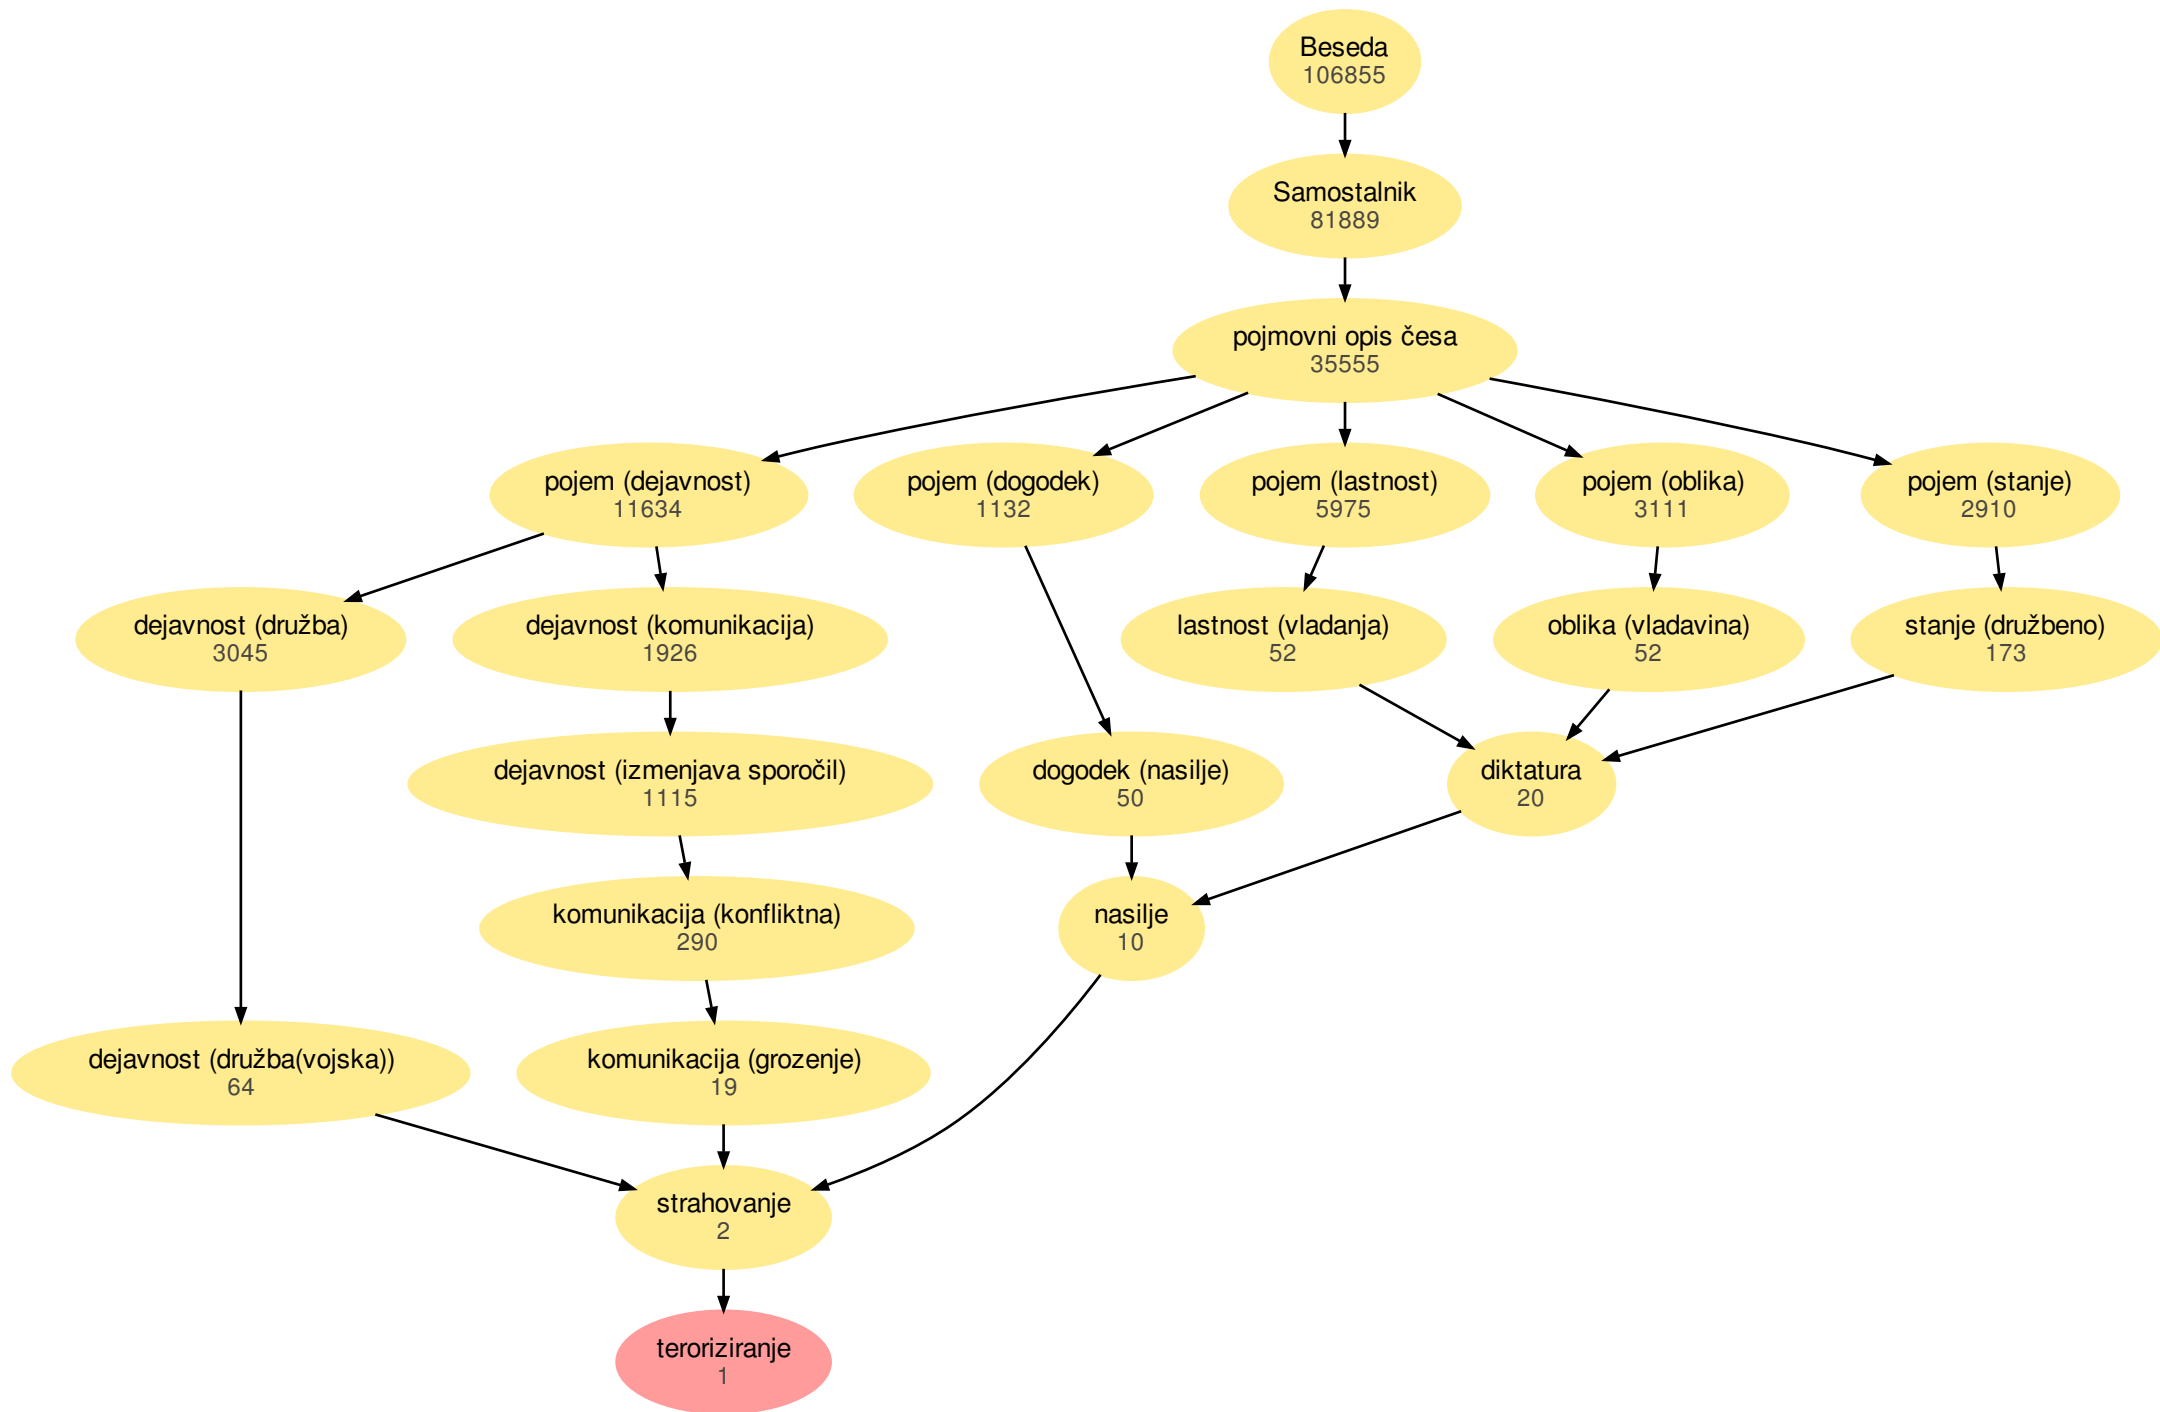 Beseda
106855
Samostalnik
81889
pojmovni opis česa
35555
pojem (dejavnost)
11634
pojem (dogodek)
1132
pojem (lastnost)
5975
pojem (oblika)
3111
pojem (stanje)
2910
dejavnost (družba)
3045
dejavnost (komunikacija)
1926
lastnost (vladanja)
52
oblika (vladavina)
52
stanje (družbeno)
173
dejavnost (izmenjava sporočil)
1115
dogodek (nasilje)
50
diktatura
20
komunikacija (konfliktna)
290
nasilje
10
dejavnost (družba(vojska))
64
komunikacija (grozenje)
19
strahovanje
2
teroriziranje
1